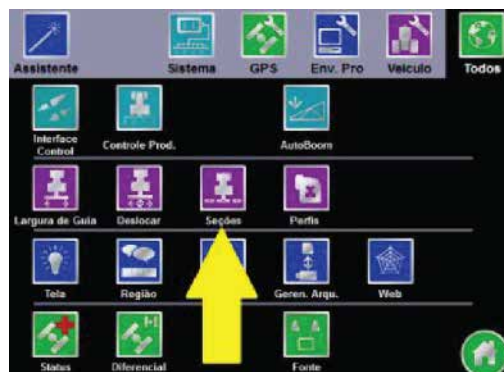 Assistente Sistema GPS Env. Pro Veiculo Todos
Interface
Control
Controle Prod. AutoBoom
Largura de Guia Deslocar Seções Perfis
Tela Região Geren. Arqu. Web
Status Diferencial Fonte